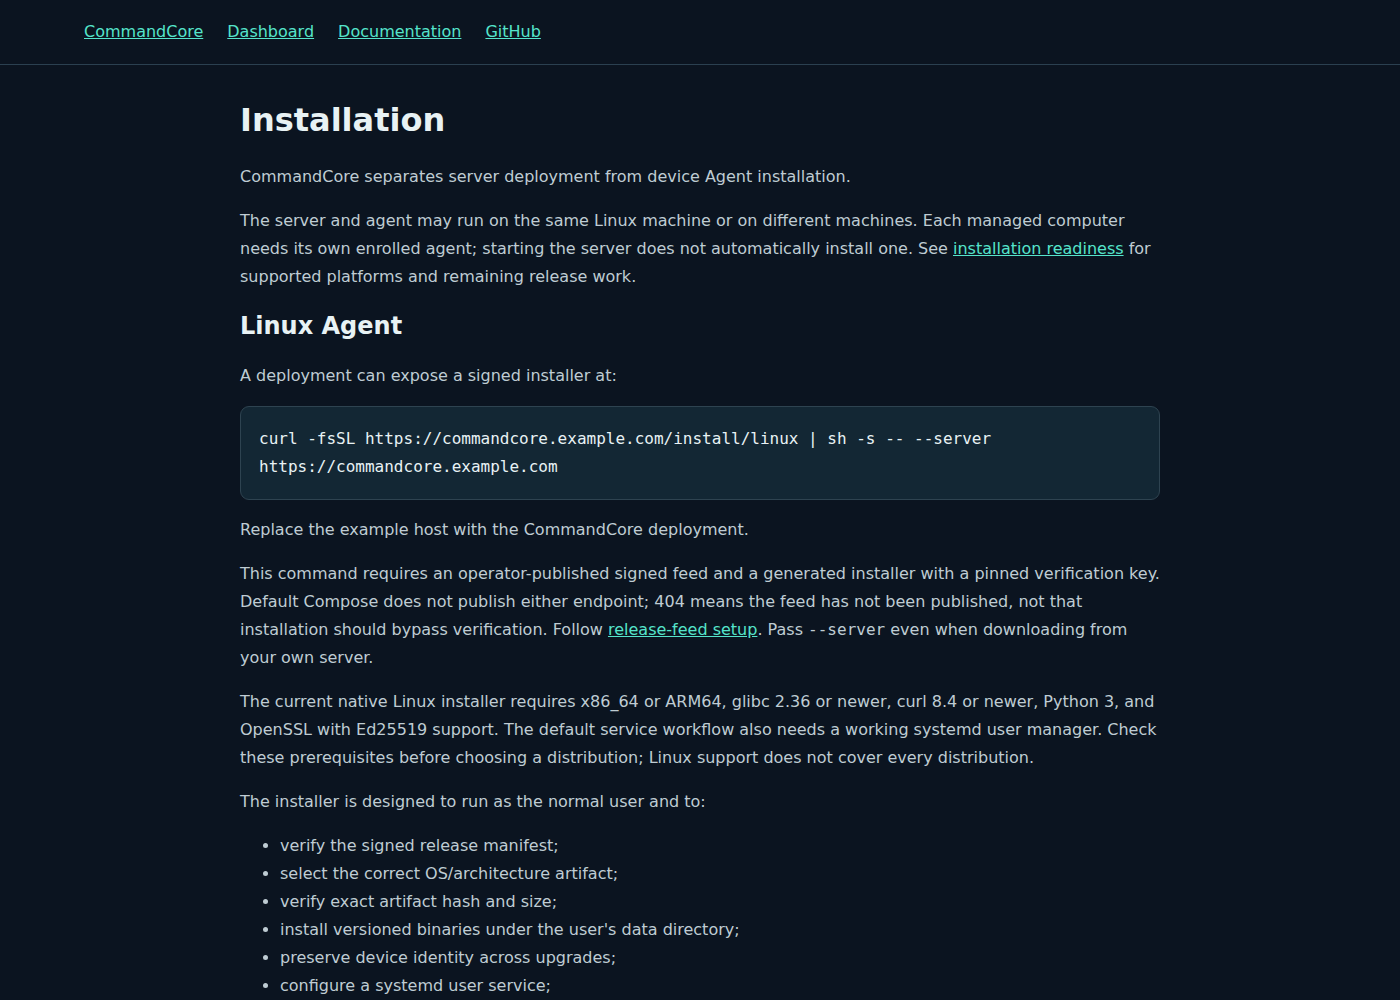 CommandCore Dashboard Documentation GitHub
Installation
CommandCore separates server deployment from device Agent installation.
The server and agent may run on the same Linux machine or on different machines. Each managed computer
needs its own enrolled agent; starting the server does not automatically install one. See installation readiness for
supported platforms and remaining release work.
Linux Agent
A deployment can expose a signed installer at:
curl -fsSL https://commandcore.example.com/install/linux | sh -s -- --server
https://commandcore.example.com
Replace the example host with the CommandCore deployment.
This command requires an operator-published signed feed and a generated installer with a pinned verification key.
Default Compose does not publish either endpoint; 404 means the feed has not been published, not that
installation should bypass verification. Follow release-feed setup. Pass --server even when downloading from
your own server.
The current native Linux installer requires x86_64 or ARM64, glibc 2.36 or newer, curl 8.4 or newer, Python 3, and
OpenSSL with Ed25519 support. The default service workflow also needs a working systemd user manager. Check
these prerequisites before choosing a distribution; Linux support does not cover every distribution.
The installer is designed to run as the normal user and to:
• verify the signed release manifest;
• select the correct OS/architecture artifact;
• verify exact artifact hash and size;
• install versioned binaries under the user's data directory;
• preserve device identity across upgrades;
• configure a systemd user service;